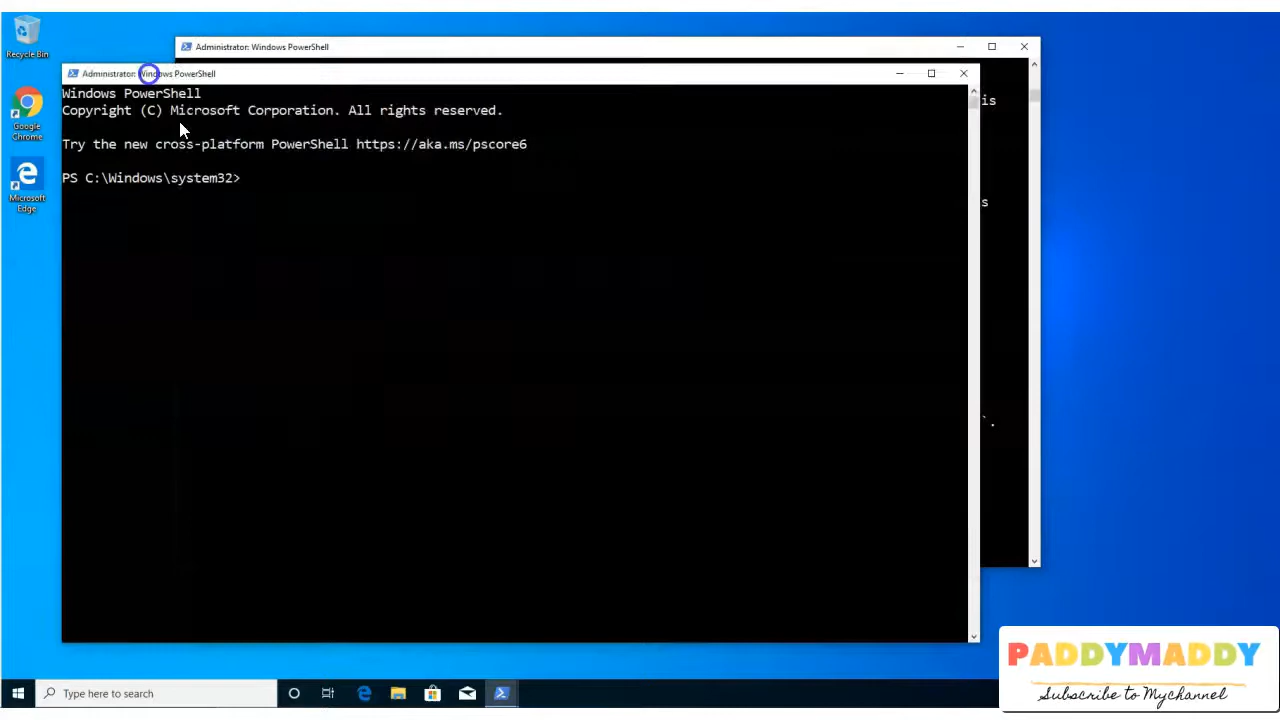 Recycle Bin
Google
Chrome
Microsoft
Edge
Administrator: Windows PowerShell
is
s
`.
Administrator: Windows PowerShell
Windows PowerShell
Copyright (C) Microsoft Corporation. All rights reserved.
Try the new cross-platform PowerShell https://aka.ms/pscore6
PS C:\Windows\system32>
Type here to search
PADDYMADDY
Subscribe to Mychannel